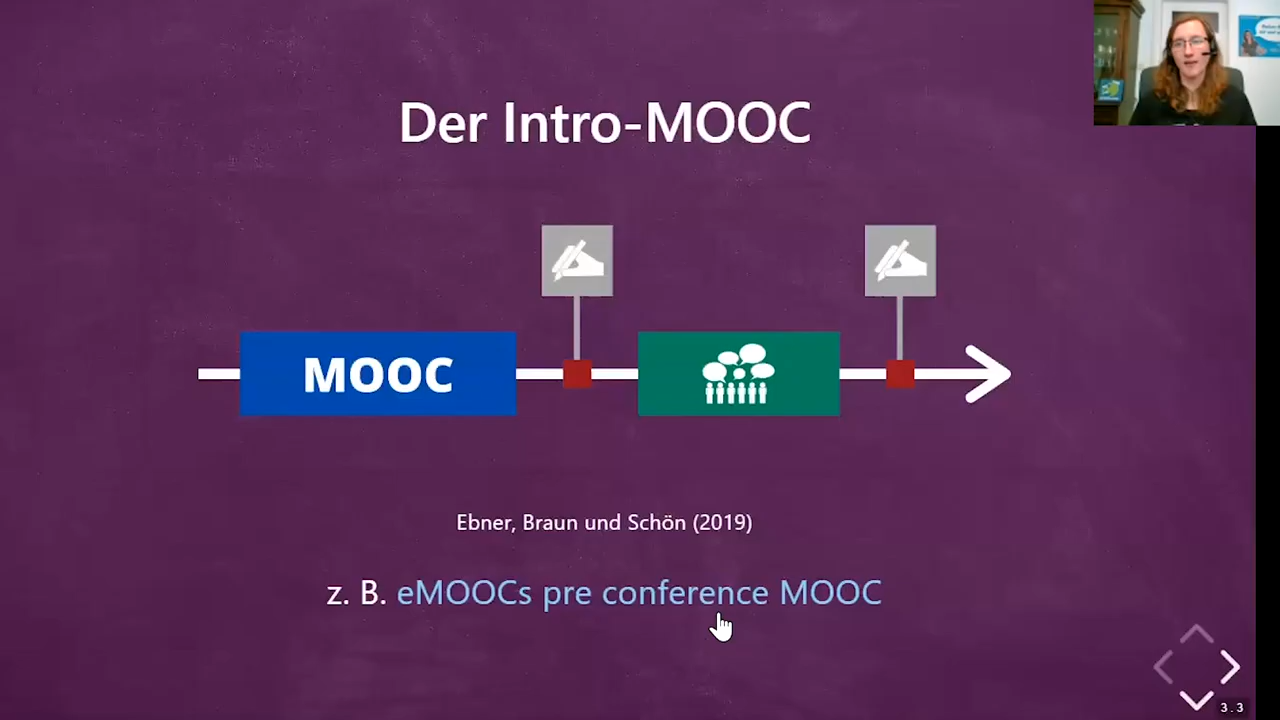 Der Intro-MOOC
MOOC
Ebner, Braun und Schön (2019)
z. B. eMOOCs pre conference MOOC
3.3